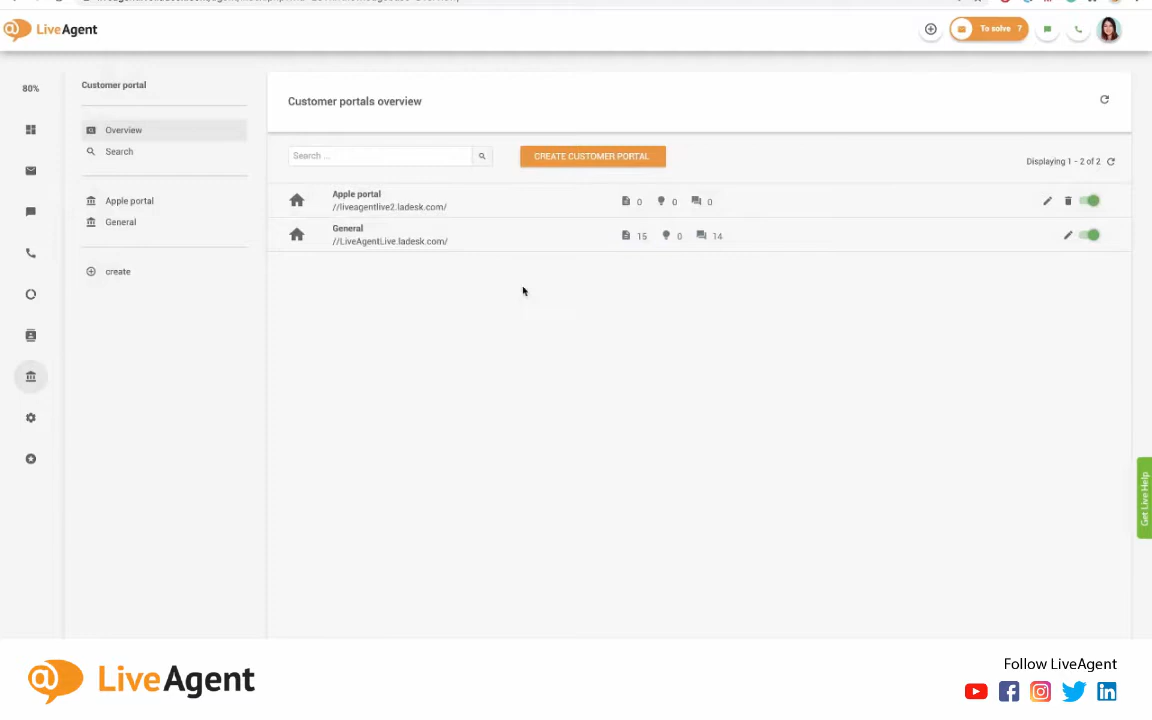 LiveAgent
To solve ?
80%
Customer portal
Overview
Search
Apple portal
General
create
Customer portals overview
Search ...
CREATE CUSTOMER PORTAL
Displaying 1 - 2 of 2
Apple portal
//liveagentlive2.ladesk.com/
0 0 0
General
//LiveAgentLive.ladesk.com/
15 0 14
Get Live Help
LiveAgent
Follow LiveAgent